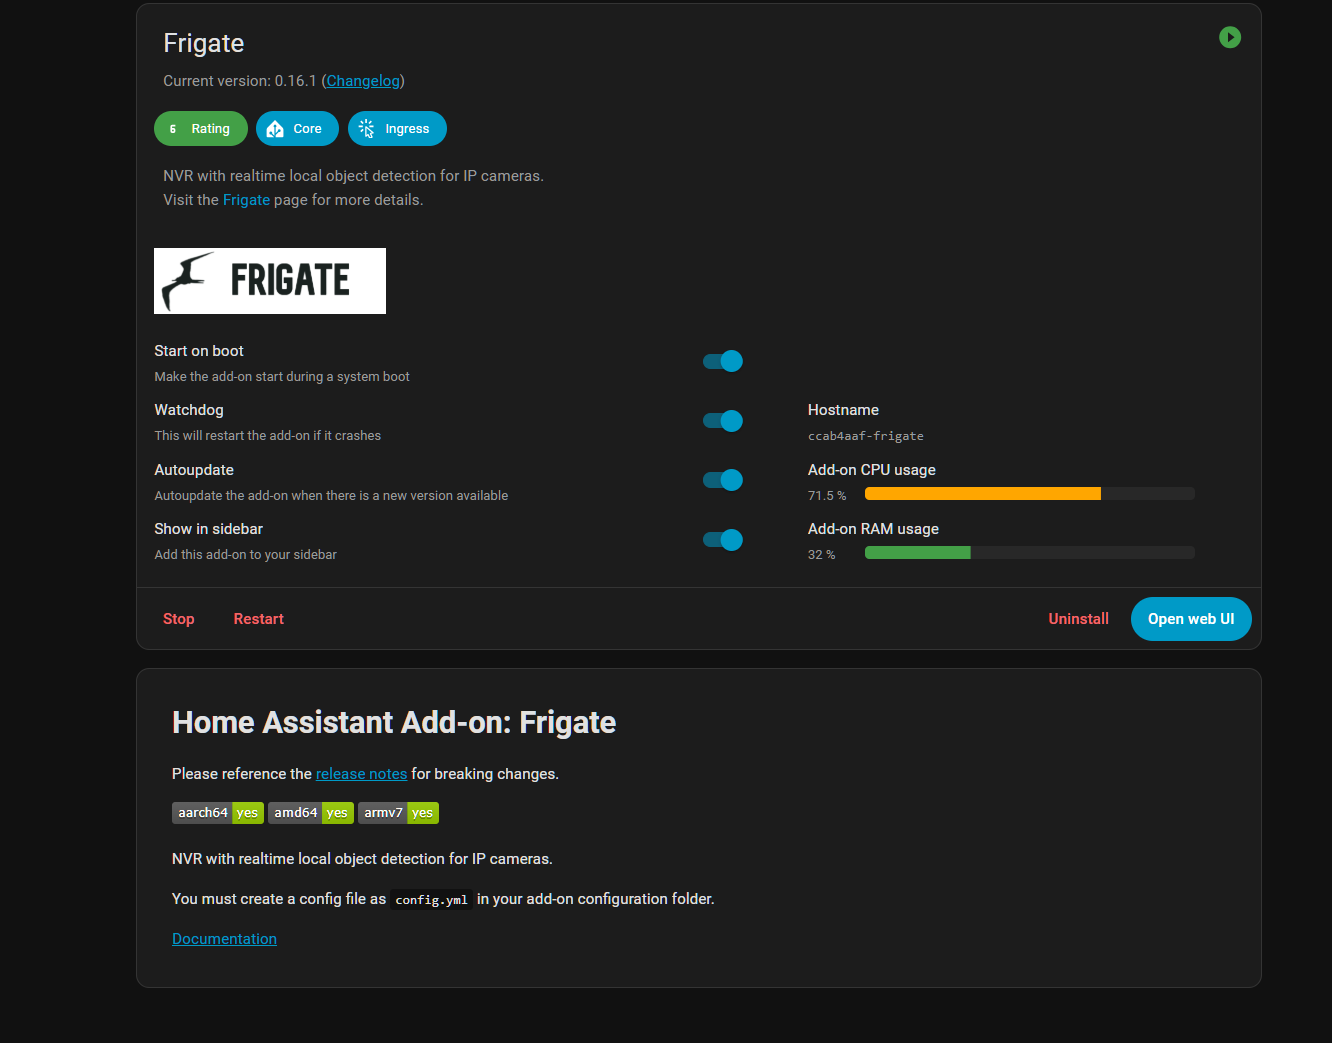 Frigate
Current version: 0.16.1 (Changelog)
5 Rating Core Ingress
NVR with realtime local object detection for IP cameras.
Visit the Frigate page for more details.
FRIGATE
Start on boot
Make the add-on start during a system boot
Watchdog
This will restart the add-on if it crashes
Hostname
ccab4aaf-frigate
Autoupdate
Autoupdate the add-on when there is a new version available
Add-on CPU usage
71.5 %
Show in sidebar
Add this add-on to your sidebar
Add-on RAM usage
32 %
Stop Restart Uninstall Open web UI
Home Assistant Add-on: Frigate
Please reference the release notes for breaking changes.
aarch64 yes amd64 yes armv7 yes
NVR with realtime local object detection for IP cameras.
You must create a config file as config.yml in your add-on configuration folder.
Documentation